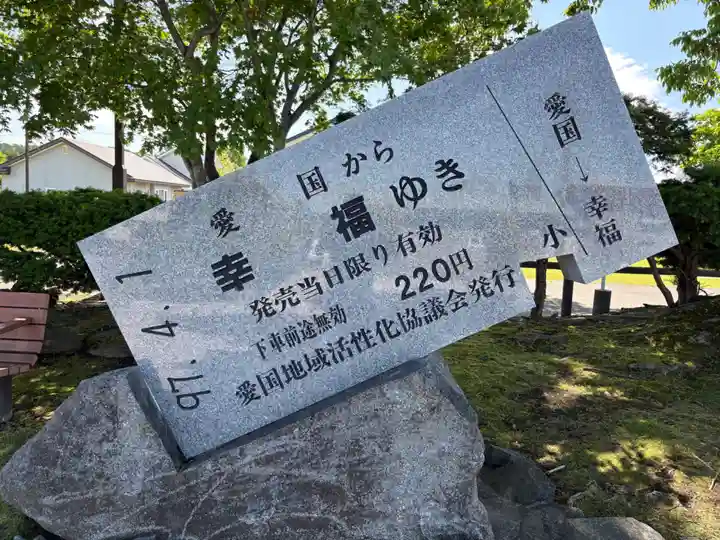 97.4.1
愛国から
幸福ゆき
発売当日限り有効
220円
下車前途無効
愛国地域活性化協議会発行
小
愛国→幸福